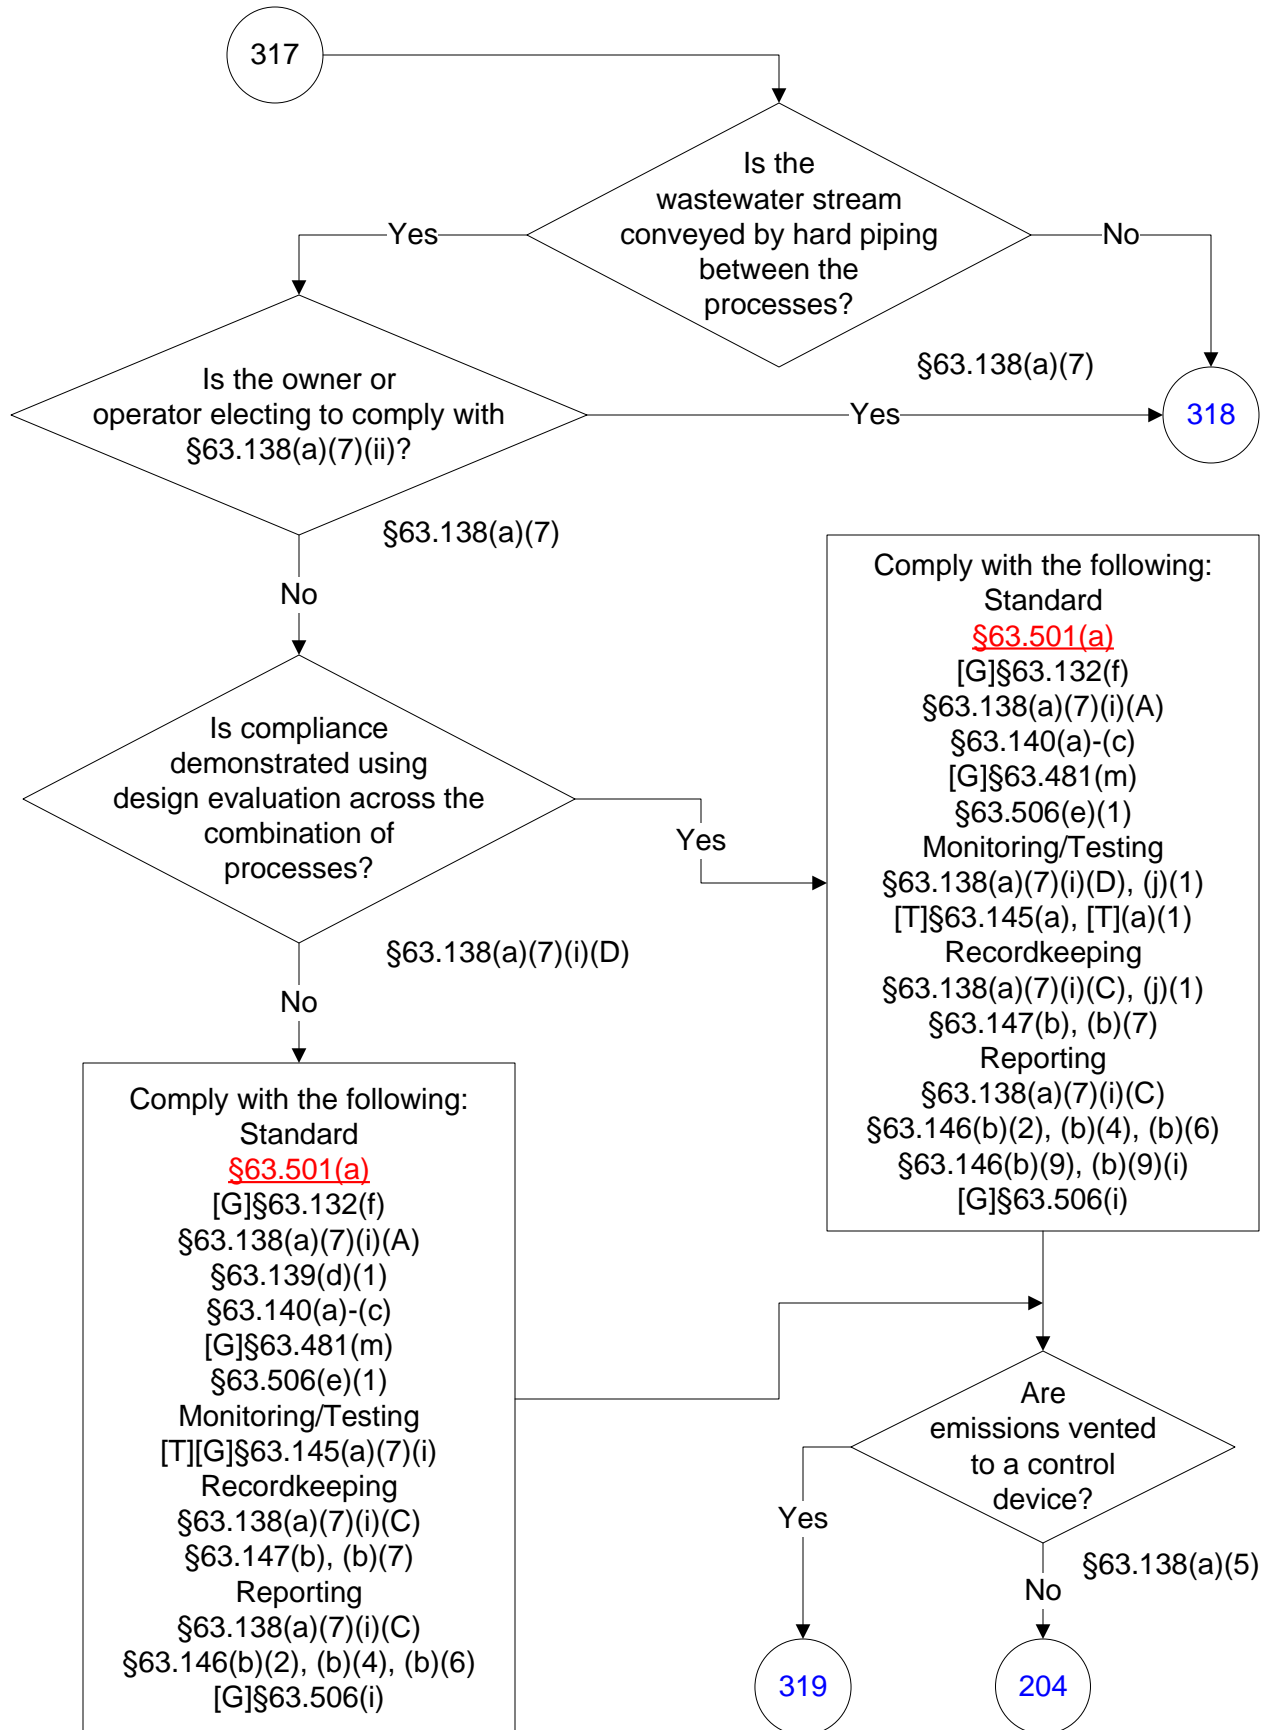 317
Is the
wastewater stream
conveyed by hard piping
between the
processes?
Yes
No
§63.138(a)(7)
Is the owner or
operator electing to comply with
§63.138(a)(7)(ii)?
Yes
318
§63.138(a)(7)
No
Is compliance
demonstrated using
design evaluation across the
combination of
processes?
Yes
§63.138(a)(7)(i)(D)
No
Comply with the following:
Standard
§63.501(a)
[G]§63.132(f)
§63.138(a)(7)(i)(A)
§63.140(a)-(c)
[G]§63.481(m)
§63.506(e)(1)
Monitoring/Testing
§63.138(a)(7)(i)(D), (j)(1)
[T]§63.145(a), [T](a)(1)
Recordkeeping
§63.138(a)(7)(i)(C), (j)(1)
§63.147(b), (b)(7)
Reporting
§63.138(a)(7)(i)(C)
§63.146(b)(2), (b)(4), (b)(6)
§63.146(b)(9), (b)(9)(i)
[G]§63.506(i)
Comply with the following:
Standard
§63.501(a)
[G]§63.132(f)
§63.138(a)(7)(i)(A)
§63.139(d)(1)
§63.140(a)-(c)
[G]§63.481(m)
§63.506(e)(1)
Monitoring/Testing
[T][G]§63.145(a)(7)(i)
Recordkeeping
§63.138(a)(7)(i)(C)
§63.147(b), (b)(7)
Reporting
§63.138(a)(7)(i)(C)
§63.146(b)(2), (b)(4), (b)(6)
[G]§63.506(i)
Are
emissions vented
to a control
device?
Yes
§63.138(a)(5)
No
319
204